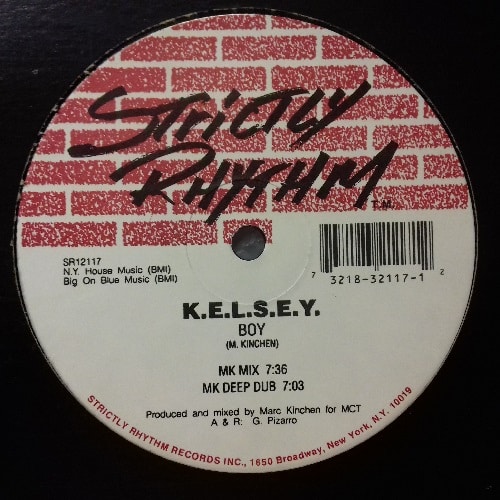 STRICTLY
RHYTHM
T.M.
SR12117
N.Y. House Music (BMI)
Big On Blue Music (BMI)
7 3218-32117-1 2
K.E.L.S.E.Y.
BOY
(M. KINCHEN)
MK MIX 7:36
MK DEEP DUB 7:03
Produced and mixed by Marc Kinchen for MCT
A & R: G. Pizarro
STRICTLY RHYTHM RECORDS INC., 1650 Broadway, New York, N.Y. 10019